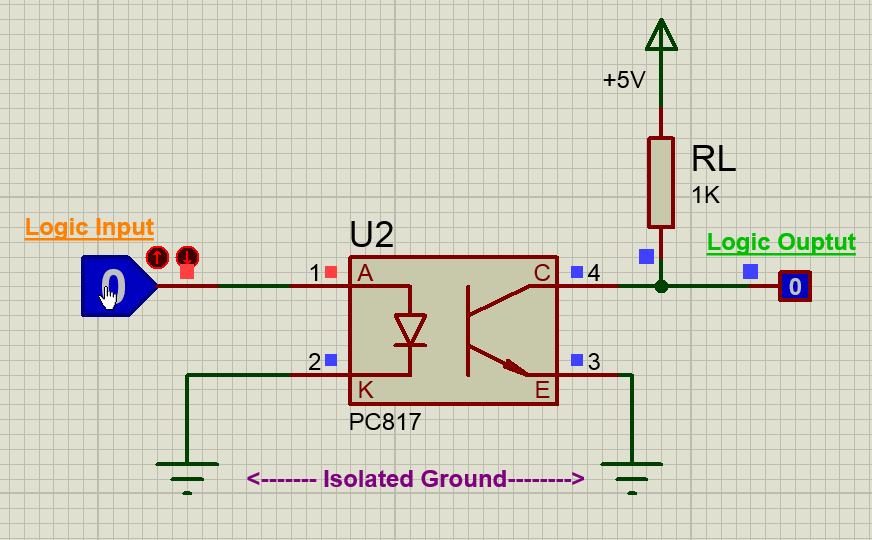 +5V
RL
1K
Logic Input
U2
Logic Ouptut
0
1
A
C
4
0
2
K
E
3
PC817
<------- Isolated Ground-------->